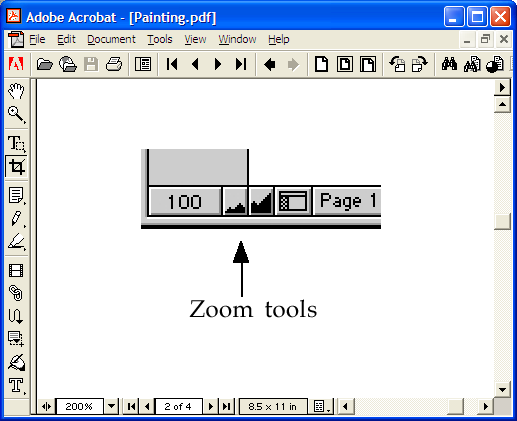 Adobe Acrobat - [Painting.pdf]
File Edit Document Tools View Window Help
100 Page 1
Zoom tools
200% 2 of 4 8.5 x 11 in